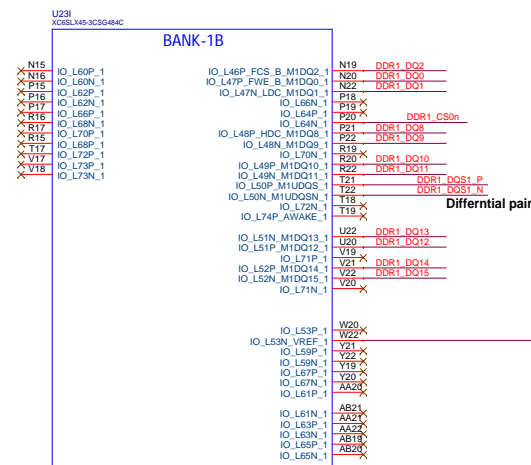 U23I
XC6SLX45-3CSG484C
BANK-1B
N15 IO_L60P_1
N16 IO_L60N_1
P15 IO_L62P_1
P16 IO_L62N_1
P17 IO_L66P_1
R16 IO_L68N_1
R17 IO_L70P_1
R15 IO_L68P_1
T17 IO_L72P_1
V17 IO_L73P_1
V18 IO_L73N_1
IO_L46P_FCS_B_M1DQ2_1 N19 DDR1_DQ2
IO_L47P_FWE_B_M1DQ0_1 N20 DDR1_DQ0
IO_L47N_LDC_M1DQ1_1 N22 DDR1_DQ1
IO_L66N_1 P18
IO_L64P_1 P19
IO_L64N_1 P20 DDR1_CS0n
IO_L48P_HDC_M1DQ8_1 P21 DDR1_DQ8
IO_L48N_M1DQ9_1 P22 DDR1_DQ9
IO_L70N_1 R19
IO_L49P_M1DQ10_1 R20 DDR1_DQ10
IO_L49N_M1DQ11_1 R22 DDR1_DQ11
IO_L50P_M1UDQS_1 T21 DDR1_DQS1_P
IO_L50N_M1UDQSN_1 T22 DDR1_DQS1_N
IO_L72N_1 T18
IO_L74P_AWAKE_1 T19
Differntial pair
IO_L51N_M1DQ13_1 U22 DDR1_DQ13
IO_L51P_M1DQ12_1 U20 DDR1_DQ12
IO_L71P_1 V19
IO_L52P_M1DQ14_1 V21 DDR1_DQ14
IO_L52N_M1DQ15_1 V22 DDR1_DQ15
IO_L71N_1 V20
IO_L53P_1 W20
IO_L53N_VREF_1 W22
IO_L59P_1 Y21
IO_L59N_1 Y22
IO_L67P_1 Y19
IO_L67N_1 Y20
IO_L61P_1 AA20
IO_L61N_1 AB21
IO_L63P_1 AA21
IO_L63N_1 AA22
IO_L65P_1 AB19
IO_L65N_1 AB20